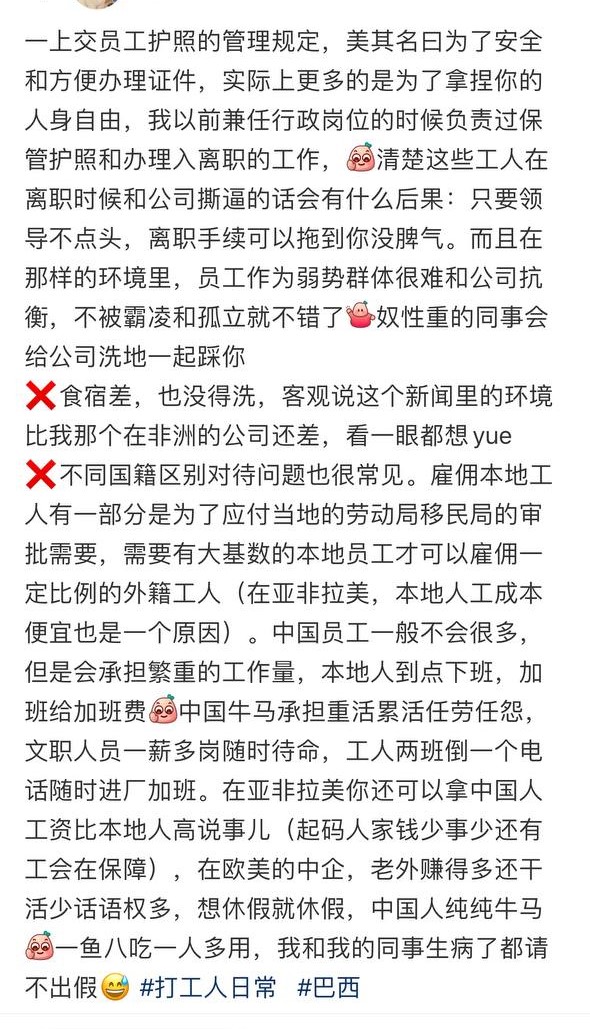 一上交员工护照的管理规定，美其名曰为了安全
和方便办理证件，实际上更多的是为了拿捏你的
人身自由，我以前兼任行政岗位的时候负责过保
管护照和办理入离职的工作，清楚这些工人在
离职时候和公司撕逼的话会有什么后果：只要领
导不点头，离职手续可以拖到你没脾气。而且在
那样的环境里，员工作为弱势群体很难和公司抗
衡，不被霸凌和孤立就不错了奴性重的同事会
给公司洗地一起踩你
❌食宿差，也没得洗，客观说这个新闻里的环境
比我那个在非洲的公司还差，看一眼都想yue
❌不同国籍区别对待问题也很常见。雇佣本地工
人有一部分是为了应付当地的劳动局移民局的审
批需要，需要有大基数的本地员工才可以雇佣一
定比例的外籍工人（在亚非拉美，本地人工成本
便宜也是一个原因）。中国员工一般不会很多，
但是会承担繁重的工作量，本地人到点下班，加
班给加班费中国牛马承担重活累活任劳任怨，
文职人员一薪多岗随时待命，工人两班倒一个电
话随时进厂加班。在亚非拉美你还可以拿中国人
工资比本地人高说事儿（起码人家钱少事少还有
工会在保障），在欧美的中企，老外赚得多还干
活少话语权多，想休假就休假，中国人纯纯牛马
一鱼八吃一人多用，我和我的同事生病了都请
不出假😅 #打工人日常 #巴西